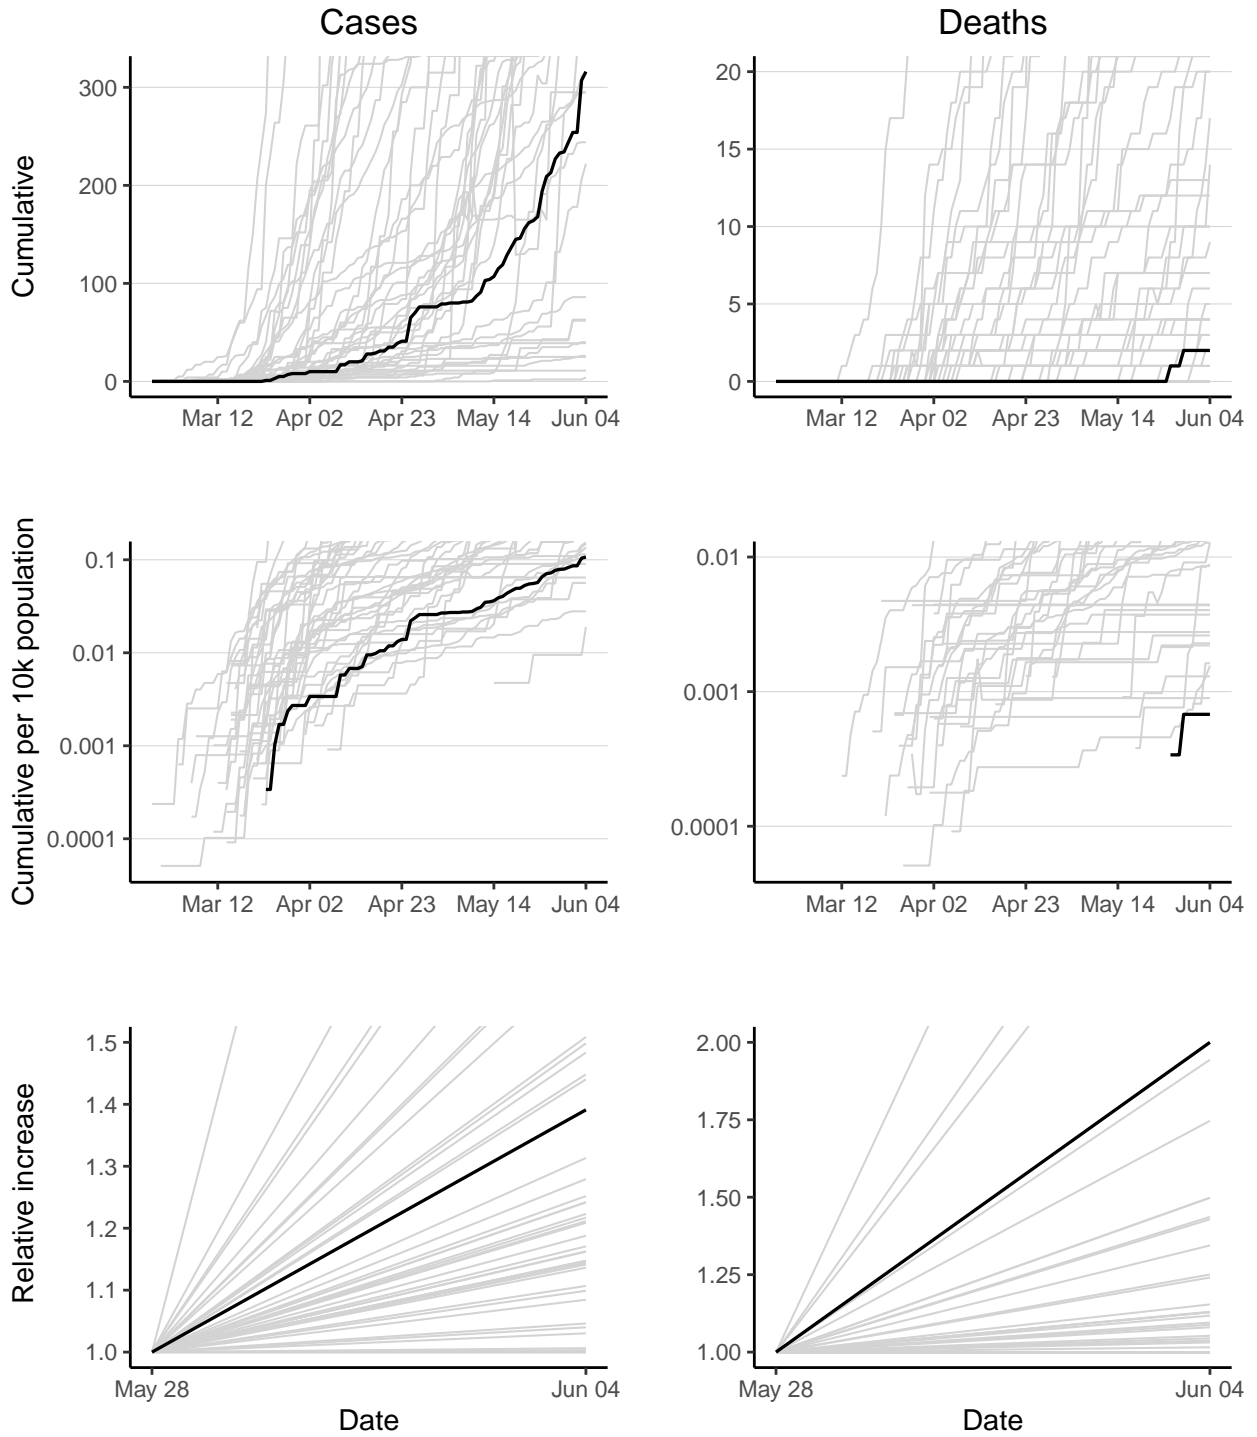 Cases
Deaths
Cumulative
300
200
100
0
Mar 12 Apr 02 Apr 23 May 14 Jun 04
20
15
10
5
0
Mar 12 Apr 02 Apr 23 May 14 Jun 04
Cumulative per 10k population
0.1
0.01
0.001
0.0001
Mar 12 Apr 02 Apr 23 May 14 Jun 04
0.01
0.001
0.0001
Mar 12 Apr 02 Apr 23 May 14 Jun 04
Relative increase
1.5
1.4
1.3
1.2
1.1
1.0
May 28 Jun 04
Date
2.00
1.75
1.50
1.25
1.00
May 28 Jun 04
Date